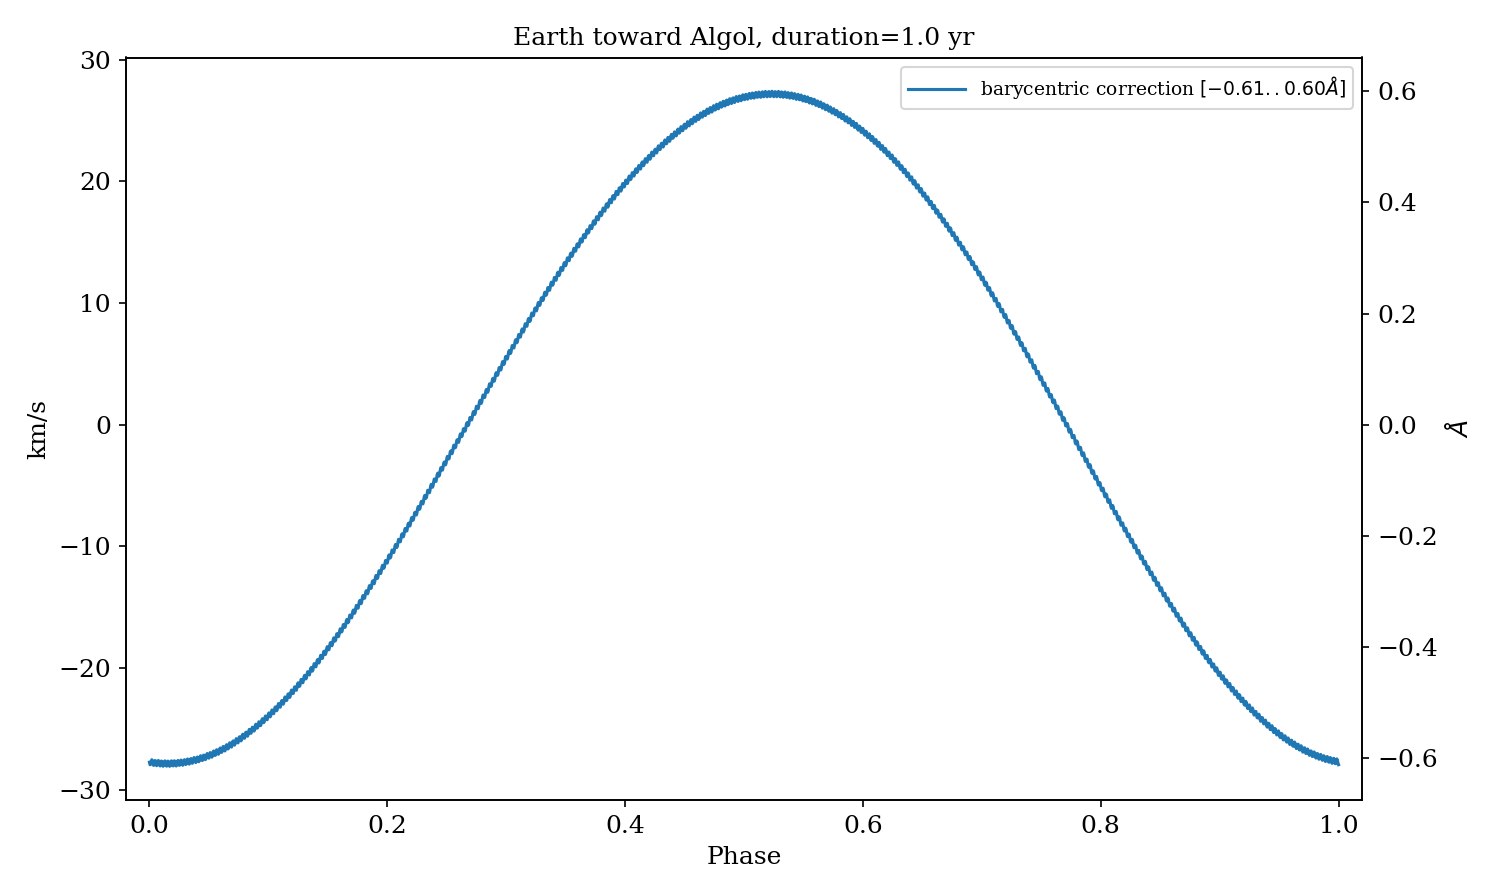 Earth toward Algol, duration=1.0 yr
barycentric correction [−0.61..0.60Å]
km/s
30
20
10
0
−10
−20
−30
0.6
0.4
0.2
0.0
−0.2
−0.4
−0.6
Å
0.0 0.2 0.4 0.6 0.8 1.0
Phase